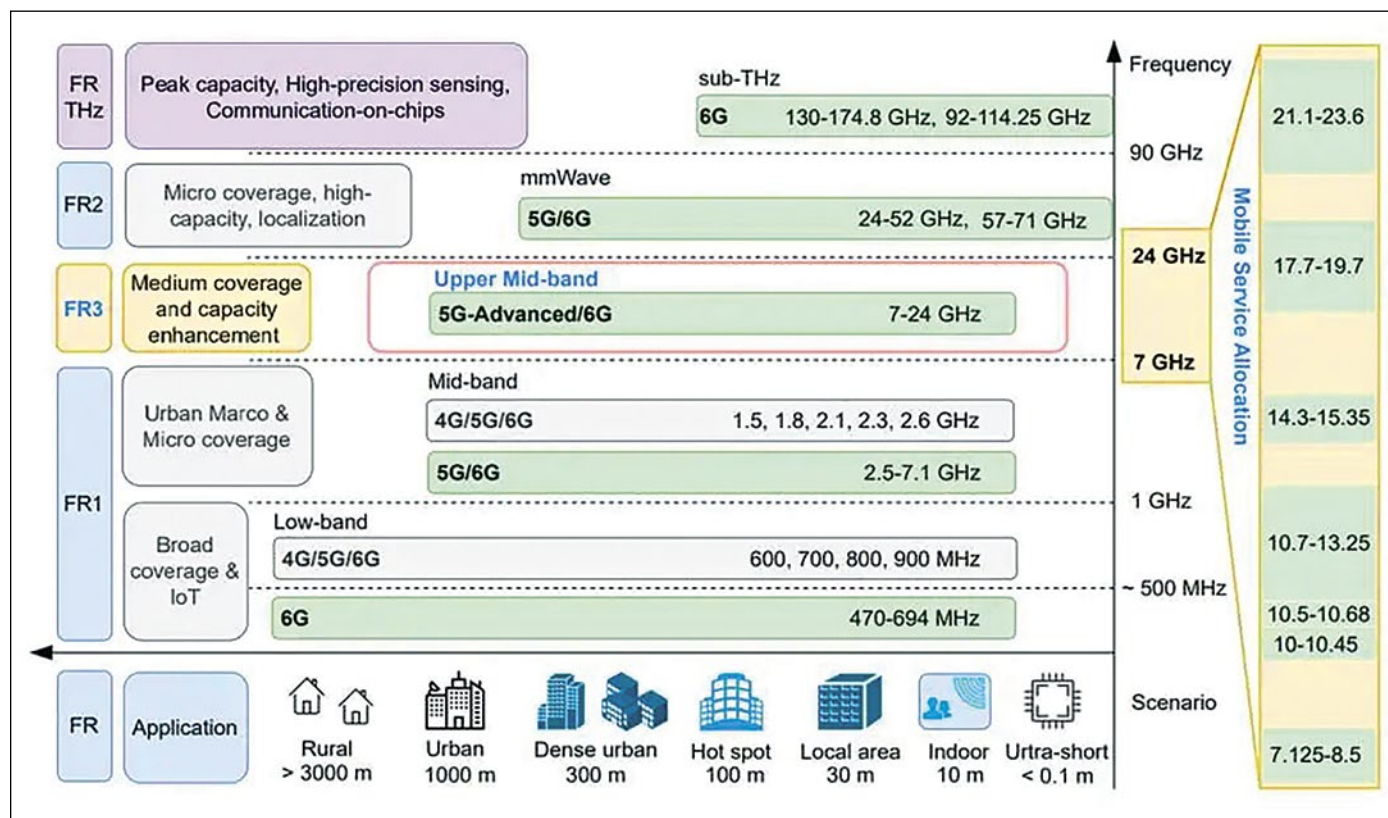 FR
THz
Peak capacity, High-precision sensing,
Communication-on-chips
sub-THz
6G 130-174.8 GHz, 92-114.25 GHz
Frequency
90 GHz
FR2
Micro coverage, high-
capacity, localization
mmWave
5G/6G 24-52 GHz, 57-71 GHz
24 GHz
FR3
Medium coverage
and capacity
enhancement
Upper Mid-band
5G-Advanced/6G 7-24 GHz
7 GHz
FR1
Urban Marco &
Micro coverage
Mid-band
4G/5G/6G 1.5, 1.8, 2.1, 2.3, 2.6 GHz
5G/6G 2.5-7.1 GHz
1 GHz
Broad
coverage &
IoT
Low-band
4G/5G/6G 600, 700, 800, 900 MHz
~ 500 MHz
6G 470-694 MHz
FR
Application
Rural
> 3000 m
Urban
1000 m
Dense urban
300 m
Hot spot
100 m
Local area
30 m
Indoor
10 m
Urtra-short
< 0.1 m
Scenario
Mobile Service Allocation
21.1-23.6
17.7-19.7
14.3-15.35
10.7-13.25
10.5-10.68
10-10.45
7.125-8.5